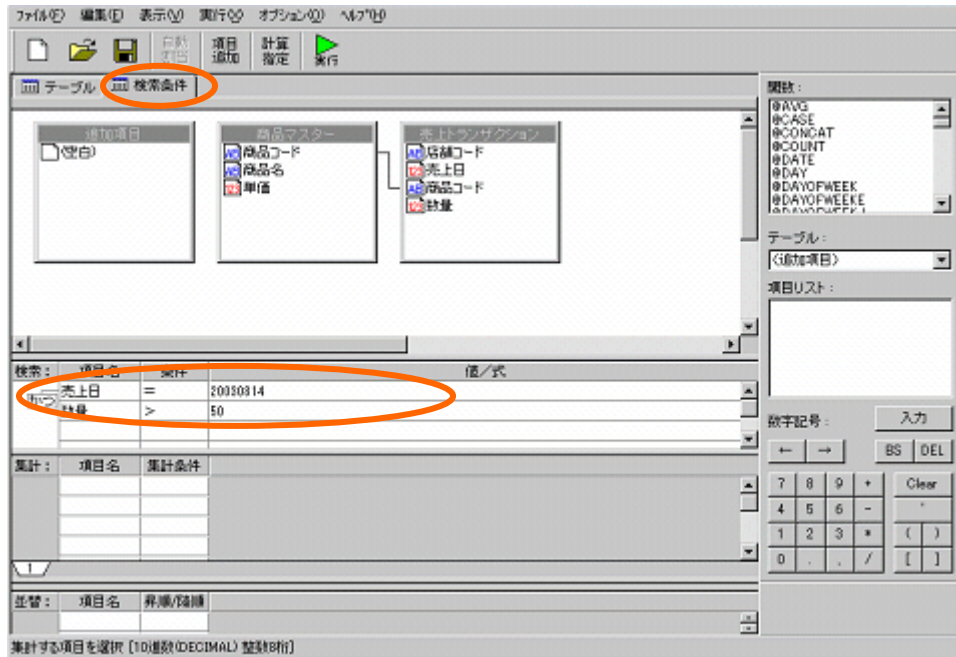 ファイル(F) 編集(E) 表示(V) 実行(X) オプション(O) ヘルプ(H)
自動割当 項目追加 計算指定 実行
テーブル 検索条件
関数：
@AVG
@CASE
@CONCAT
@COUNT
@DATE
@DAY
@DAYOFWEEK
@DAYOFWEEKE
追加項目 商品マスター 売上トランザクション
(空白) 商品コード 店舗コード
商品名 売上日
単価 商品コード
数量
テーブル：
(追加項目)
項目リスト：
検索： 項目名 条件 値／式
かつ 売上日 = 20030314
数量 > 50
数字記号： 入力
← → BS DEL
集計： 項目名 集計条件
7 8 9 + Clear
4 5 6 - '
1 2 3 * ( )
0 . , / [ ]
1
並替： 項目名 昇順/降順
集計する項目を選択 [10進数(DECIMAL) 整数8桁]